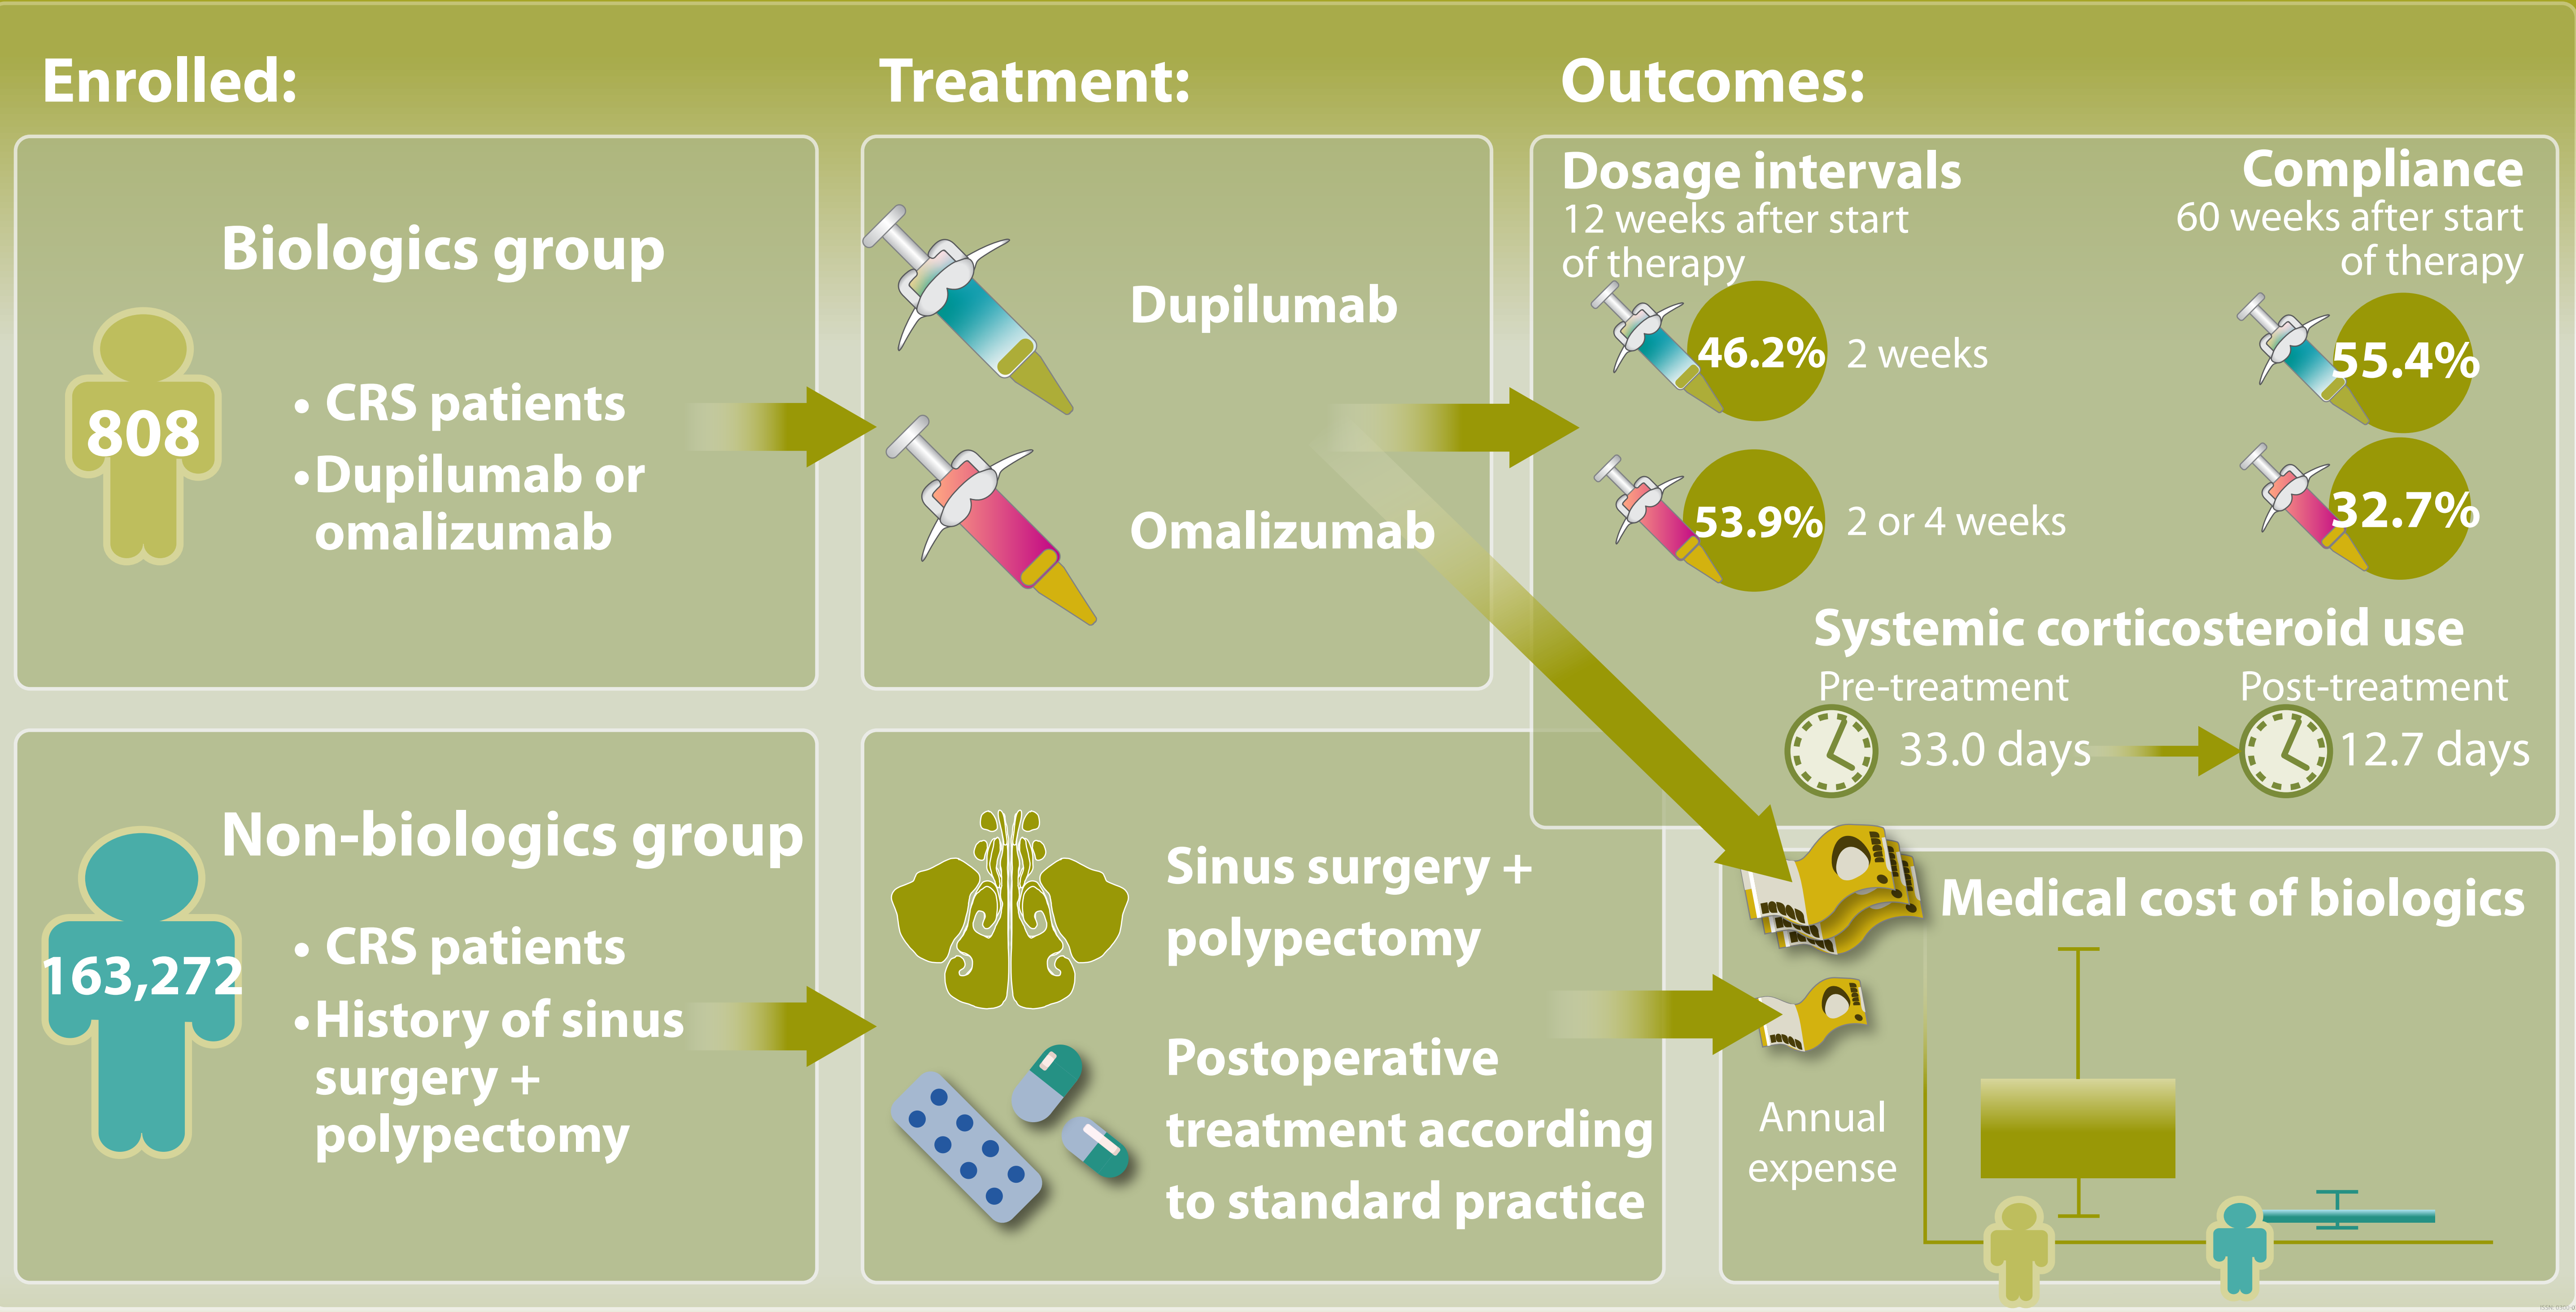 Enrolled:
Treatment:
Outcomes:
Biologics group
808
• CRS patients
• Dupilumab or
omalizumab
Dupilumab
Omalizumab
Dosage intervals
12 weeks after start
of therapy
46.2% 2 weeks
53.9% 2 or 4 weeks
Compliance
60 weeks after start
of therapy
55.4%
32.7%
Systemic corticosteroid use
Pre-treatment
33.0 days
Post-treatment
12.7 days
Non-biologics group
163,272
• CRS patients
• History of sinus
surgery +
polypectomy
Sinus surgery +
polypectomy
Postoperative
treatment according
to standard practice
Medical cost of biologics
Annual
expense